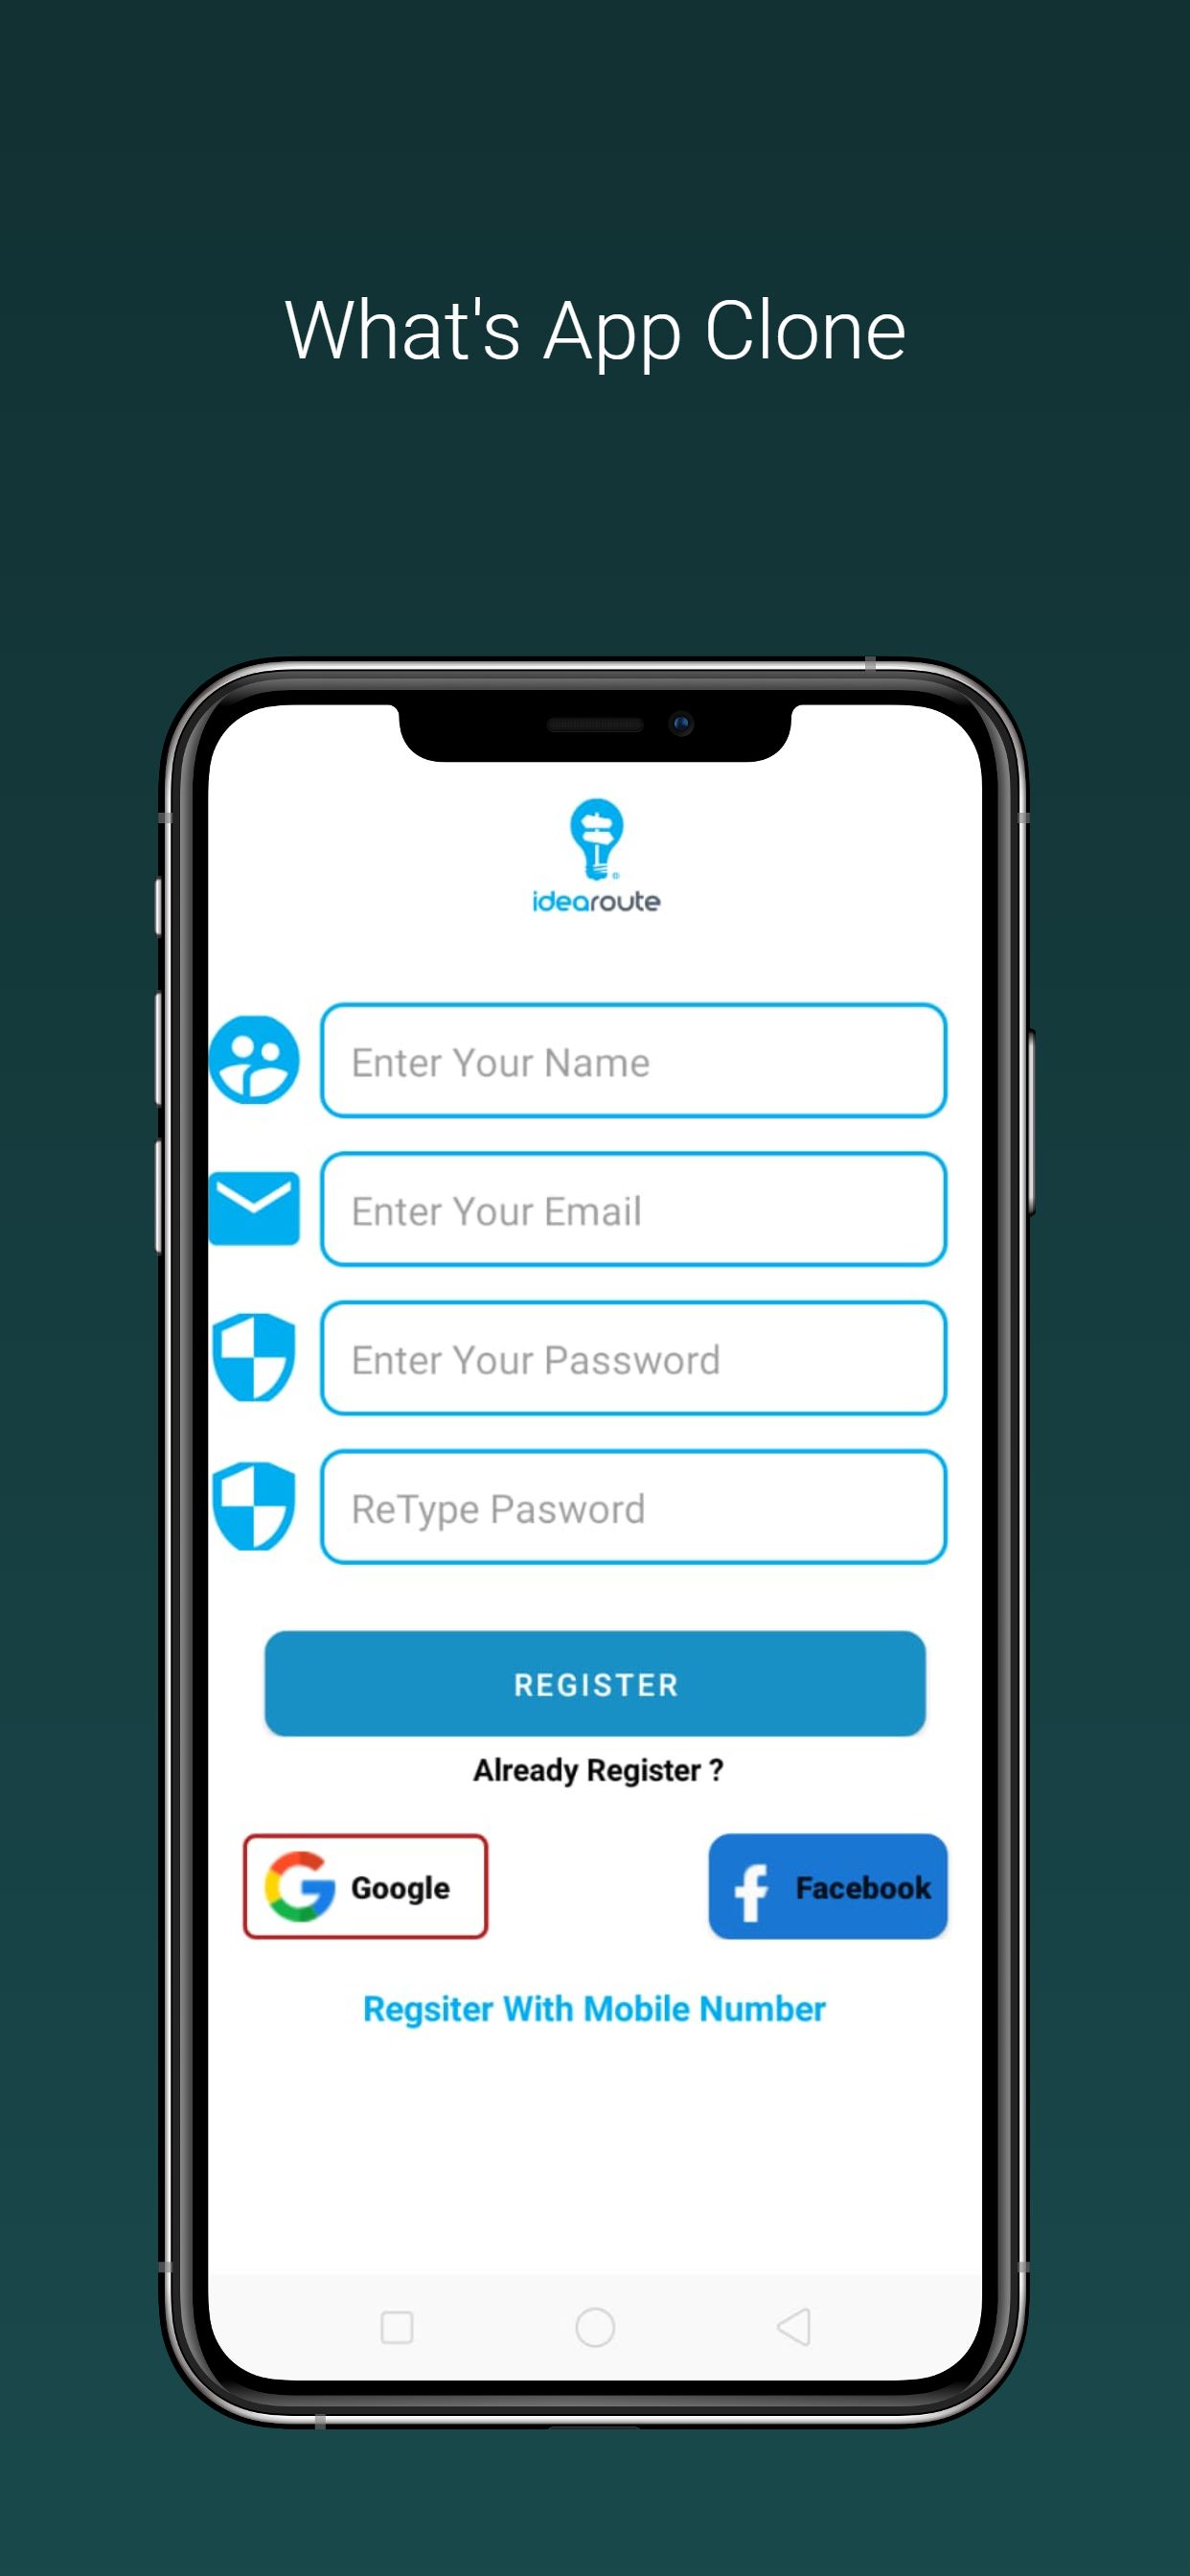 What's App Clone
idearoute
Enter Your Name
Enter Your Email
Enter Your Password
ReType Pasword
REGISTER
Already Register ?
Google
Facebook
Regsiter With Mobile Number